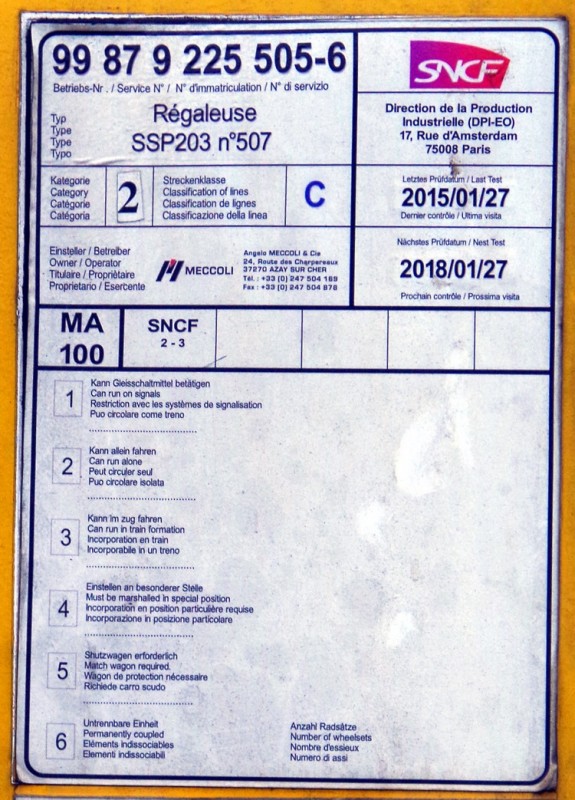 99 87 9 225 505-6
Betriebs-Nr . / Service N° / N° d'immatriculation / N° di servizio
Typ
Type
Type
Typo
Régaleuse
SSP203 n°507
SNCF
Direction de la Production
Industrielle (DPI-EO)
17, Rue d'Amsterdam
75008 Paris
Kategorie
Category
Catégorie
Catégoria
2
Streckenklasse
Classification of lines
Classification de lignes
Classificazione della linea
C
Letztes Prüfdatum / Last Test
2015/01/27
Dernier contrôle / Ultima visita
Einsteller / Betreiber
Owner / Operator
Titulaire / Propriètaire
Proprietario / Esercente
MECCOLI
Angelo MECCOLI & Cie
24, Route des Charpereaux
37270 AZAY SUR CHER
Tél. : +33 (0) 247 504 169
Fax : +33 (0) 247 504 878
Nächstes Prüfdatum / Nest Test
2018/01/27
Prochain contrôle / Prossima visita
MA
100
SNCF
2 - 3
1
Kann Gleisschaltmittel betätigen
Can run on signals
Restriction avec les systèmes de signalisation
Puo circolare come treno
2
Kann allein fahren
Can run alone
Peut circuler seul
Puo circolare isolata
3
Kann im zug fahren
Can run in train formation
Incorporation en train
Incorporabile in un treno
4
Einstellen an besonderer Stelle
Must be marshalled in special position
Incorporation en position particulière requise
Incorporazione in posizione particolare
5
Shutzwagen erforderlich
Match wagon required.
Wagon de protection nécessaire
Richiede carro scudo
6
Untrennbare Einheit
Permanently coupled
Eléments indissociables
Elementi indissociabili
Anzahl Radsätze
Number of wheelsets
Nombre d'essieux
Numero di assi